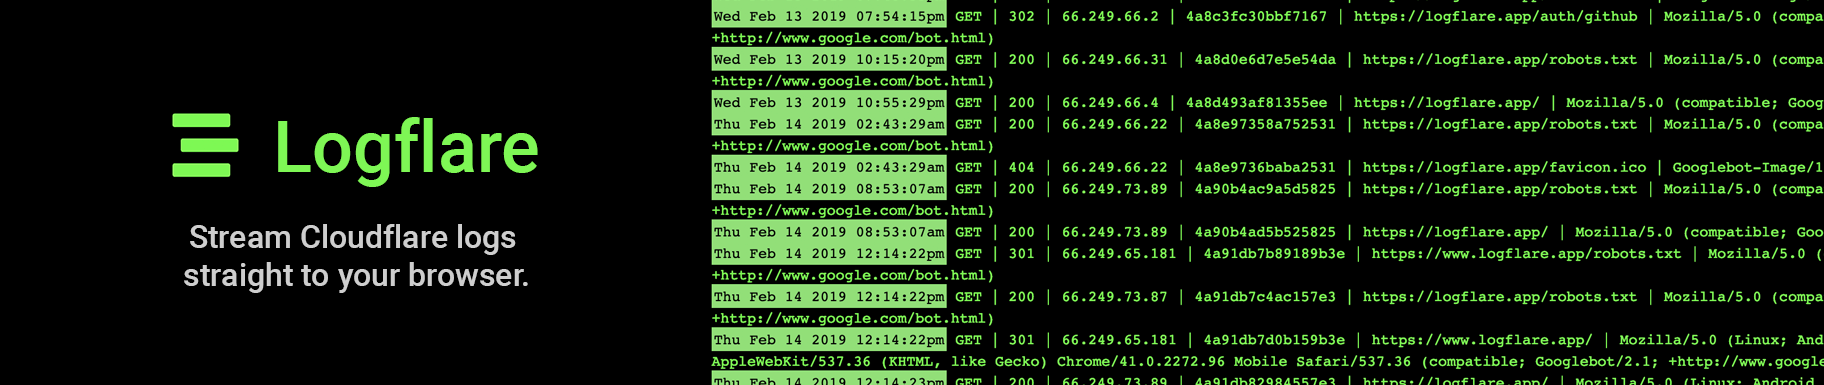 Logflare
Stream Cloudflare logs
straight to your browser.
Wed Feb 13 2019 07:54:15pm GET | 302 | 66.249.66.2 | 4a8c3fc30bbf7167 | https://logflare.app/auth/github | Mozilla/5.0 (compa
+http://www.google.com/bot.html)
Wed Feb 13 2019 10:15:20pm GET | 200 | 66.249.66.31 | 4a8d0e6d7e5e54da | https://logflare.app/robots.txt | Mozilla/5.0 (compa
+http://www.google.com/bot.html)
Wed Feb 13 2019 10:55:29pm GET | 200 | 66.249.66.4 | 4a8d493af81355ee | https://logflare.app/ | Mozilla/5.0 (compatible; Goog
Thu Feb 14 2019 02:43:29am GET | 200 | 66.249.66.22 | 4a8e97358a752531 | https://logflare.app/robots.txt | Mozilla/5.0 (compa
+http://www.google.com/bot.html)
Thu Feb 14 2019 02:43:29am GET | 404 | 66.249.66.22 | 4a8e9736baba2531 | https://logflare.app/favicon.ico | Googlebot-Image/1
Thu Feb 14 2019 08:53:07am GET | 200 | 66.249.73.89 | 4a90b4ac9a5d5825 | https://logflare.app/robots.txt | Mozilla/5.0 (compa
+http://www.google.com/bot.html)
Thu Feb 14 2019 08:53:07am GET | 200 | 66.249.73.89 | 4a90b4ad5b525825 | https://logflare.app/ | Mozilla/5.0 (compatible; Goo
Thu Feb 14 2019 12:14:22pm GET | 301 | 66.249.65.181 | 4a91db7b89189b3e | https://www.logflare.app/robots.txt | Mozilla/5.0 (
+http://www.google.com/bot.html)
Thu Feb 14 2019 12:14:22pm GET | 200 | 66.249.73.87 | 4a91db7c4ac157e3 | https://logflare.app/robots.txt | Mozilla/5.0 (compa
+http://www.google.com/bot.html)
Thu Feb 14 2019 12:14:22pm GET | 301 | 66.249.65.181 | 4a91db7d0b159b3e | https://www.logflare.app/ | Mozilla/5.0 (Linux; And
AppleWebKit/537.36 (KHTML, like Gecko) Chrome/41.0.2272.96 Mobile Safari/537.36 (compatible; Googlebot/2.1; +http://www.google
Thu Feb 14 2019 12:14:23pm GET | 200 | 66.249.73.89 | 4a91db82984557e3 | https://logflare.app/ | Mozilla/5.0 (Linux; Android